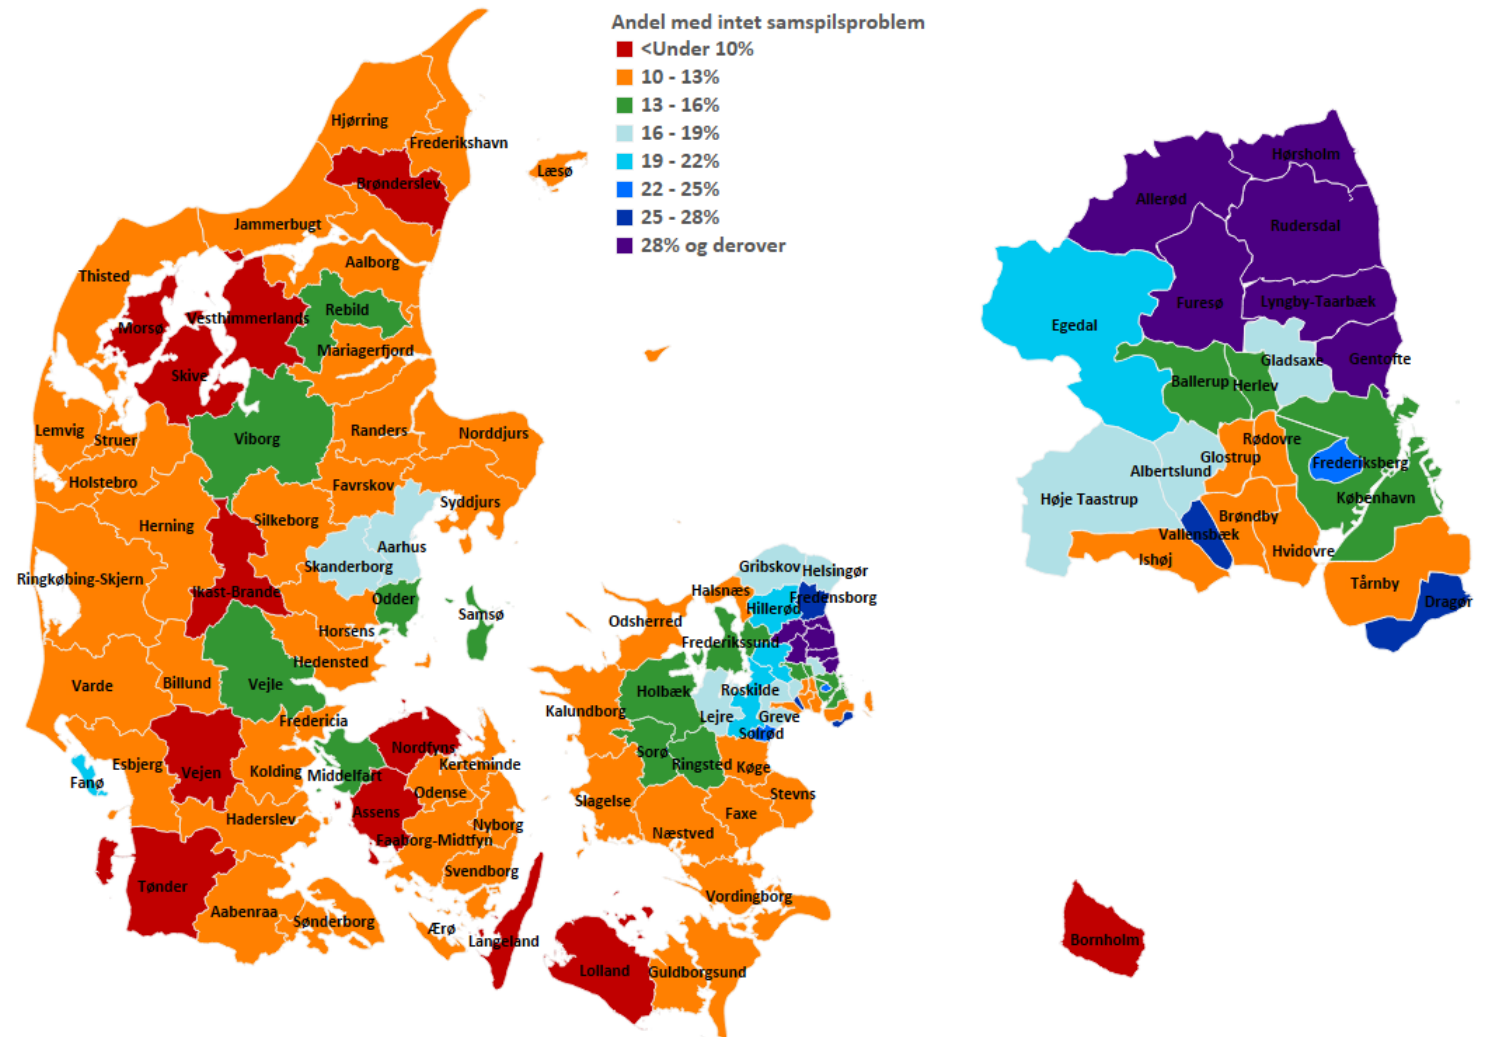 Andel med intet samspilsproblem
<Under 10%
10 - 13%
13 - 16%
16 - 19%
19 - 22%
22 - 25%
25 - 28%
28% og derover
Hjørring
Frederikshavn
Læsø
Brønderslev
Jammerbugt
Aalborg
Thisted
Rebild
Vesthimmerlands
Morsø
Mariagerfjord
Skive
Lemvig
Struer
Viborg
Randers
Norddjurs
Holstebro
Favrskov
Syddjurs
Herning
Silkeborg
Aarhus
Skanderborg
Ringkøbing-Skjern
Ikast-Brande
Odder
Samsø
Horsens
Hedensted
Varde
Billund
Vejle
Fredericia
Esbjerg
Fanø
Vejen
Kolding
Middelfart
Nordfyns
Kerteminde
Odense
Assens
Haderslev
Nyborg
Faaborg-Midtfyn
Svendborg
Tønder
Aabenraa
Sønderborg
Ærø
Langeland
Gribskov
Helsingør
Halsnæs
Fredensborg
Hillerød
Odsherred
Frederikssund
Holbæk
Roskilde
Kalundborg
Lejre
Greve
Solrød
Sorø
Ringsted
Køge
Slagelse
Stevns
Faxe
Næstved
Vordingborg
Lolland
Guldborgsund
Hørsholm
Allerød
Rudersdal
Furesø
Lyngby-Taarbæk
Egedal
Gladsaxe
Gentofte
Ballerup
Herlev
Rødovre
Glostrup
Frederiksberg
Albertslund
Høje Taastrup
København
Brøndby
Vallensbæk
Hvidovre
Ishøj
Tårnby
Dragør
Bornholm